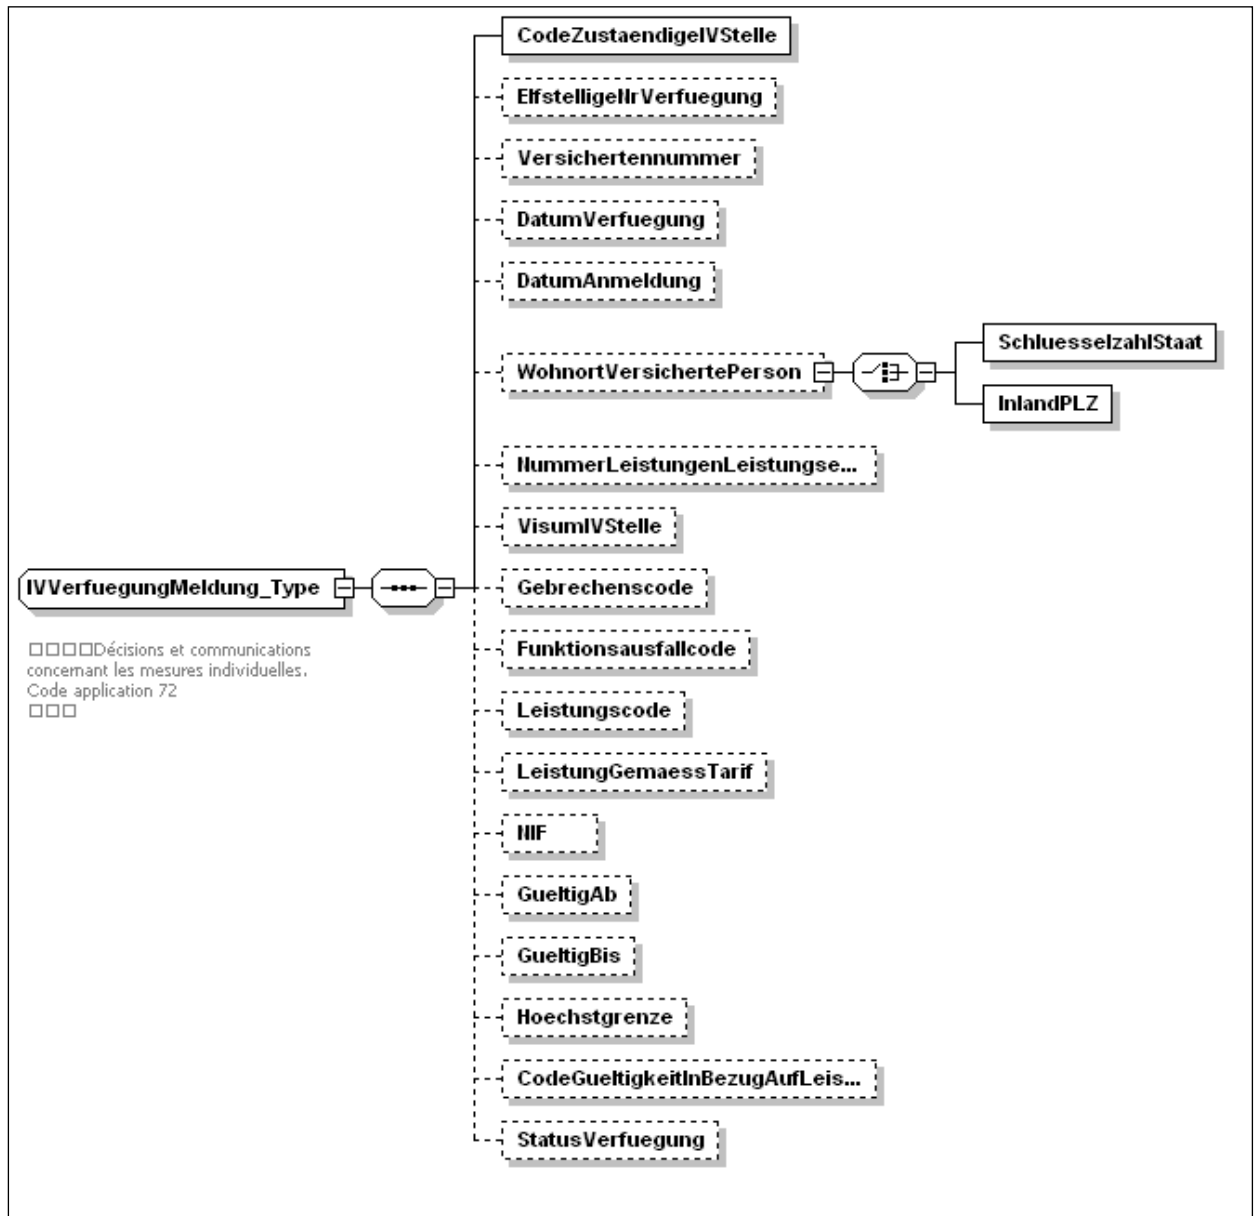 CodeZustaendigeIVStelle
ElfstelligeNrVerfuegung
Versichertennummer
DatumVerfuegung
DatumAnmeldung
WohnortVersichertePerson
SchluesselzahlStaat
InlandPLZ
NummerLeistungenLeistungse...
VisumIVStelle
IVVerfuegungMeldung_Type
Gebrechenscode
□□□□Décisions et communications
concernant les mesures individuelles.
Code application 72
□□□
Funktionsausfallcode
Leistungscode
LeistungGemaessTarif
NIF
GueltigAb
GueltigBis
Hoechstgrenze
CodeGueltigkeitInBezugAufLeis...
StatusVerfuegung